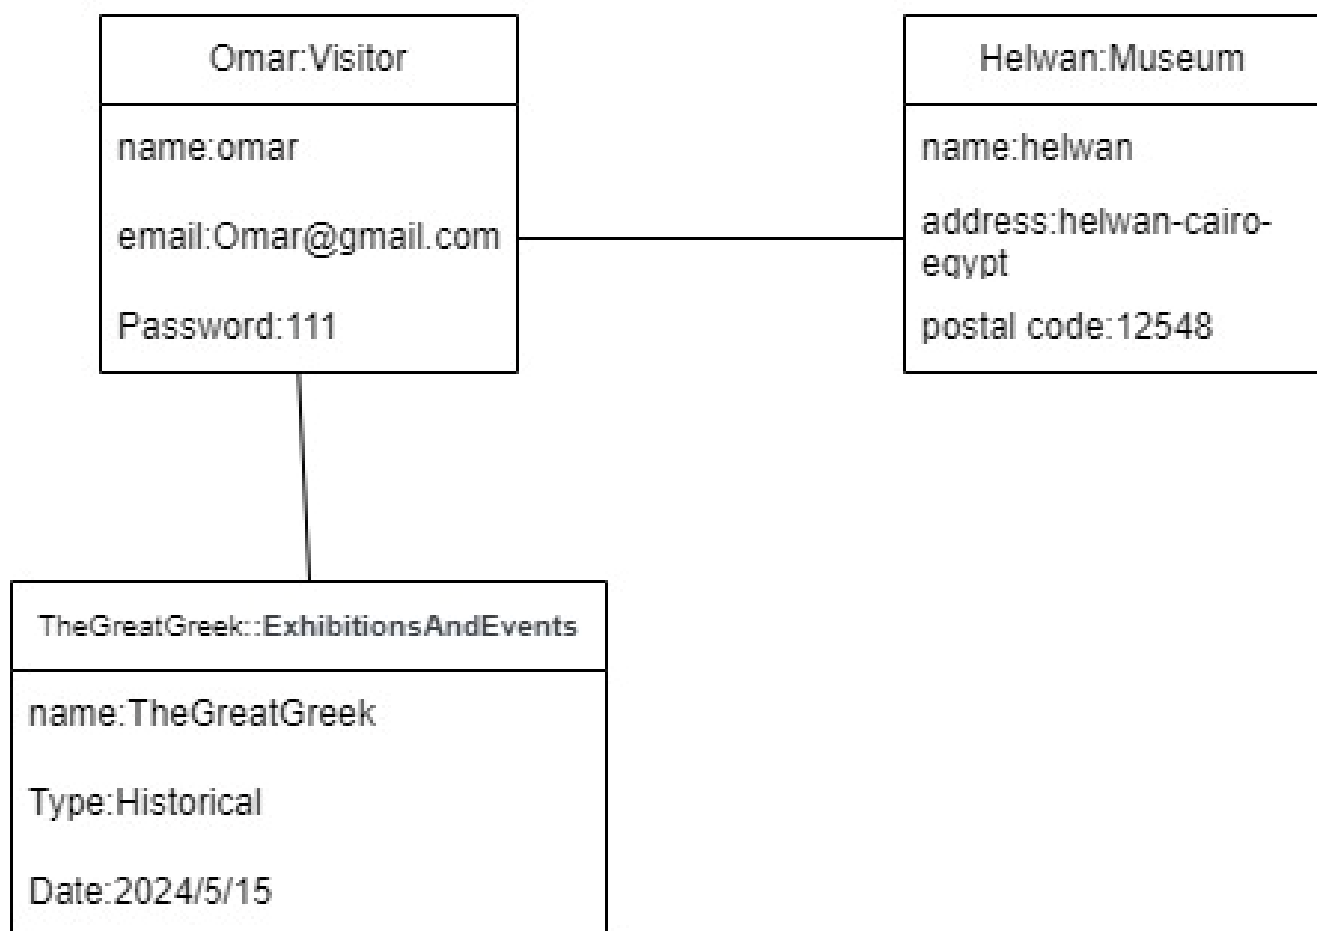 Omar:Visitor
name:omar
email:Omar@gmail.com
Password:111
Helwan:Museum
name:helwan
address:helwan-cairo-
egypt
postal code:12548
TheGreatGreek::ExhibitionsAndEvents
name:TheGreatGreek
Type:Historical
Date:2024/5/15